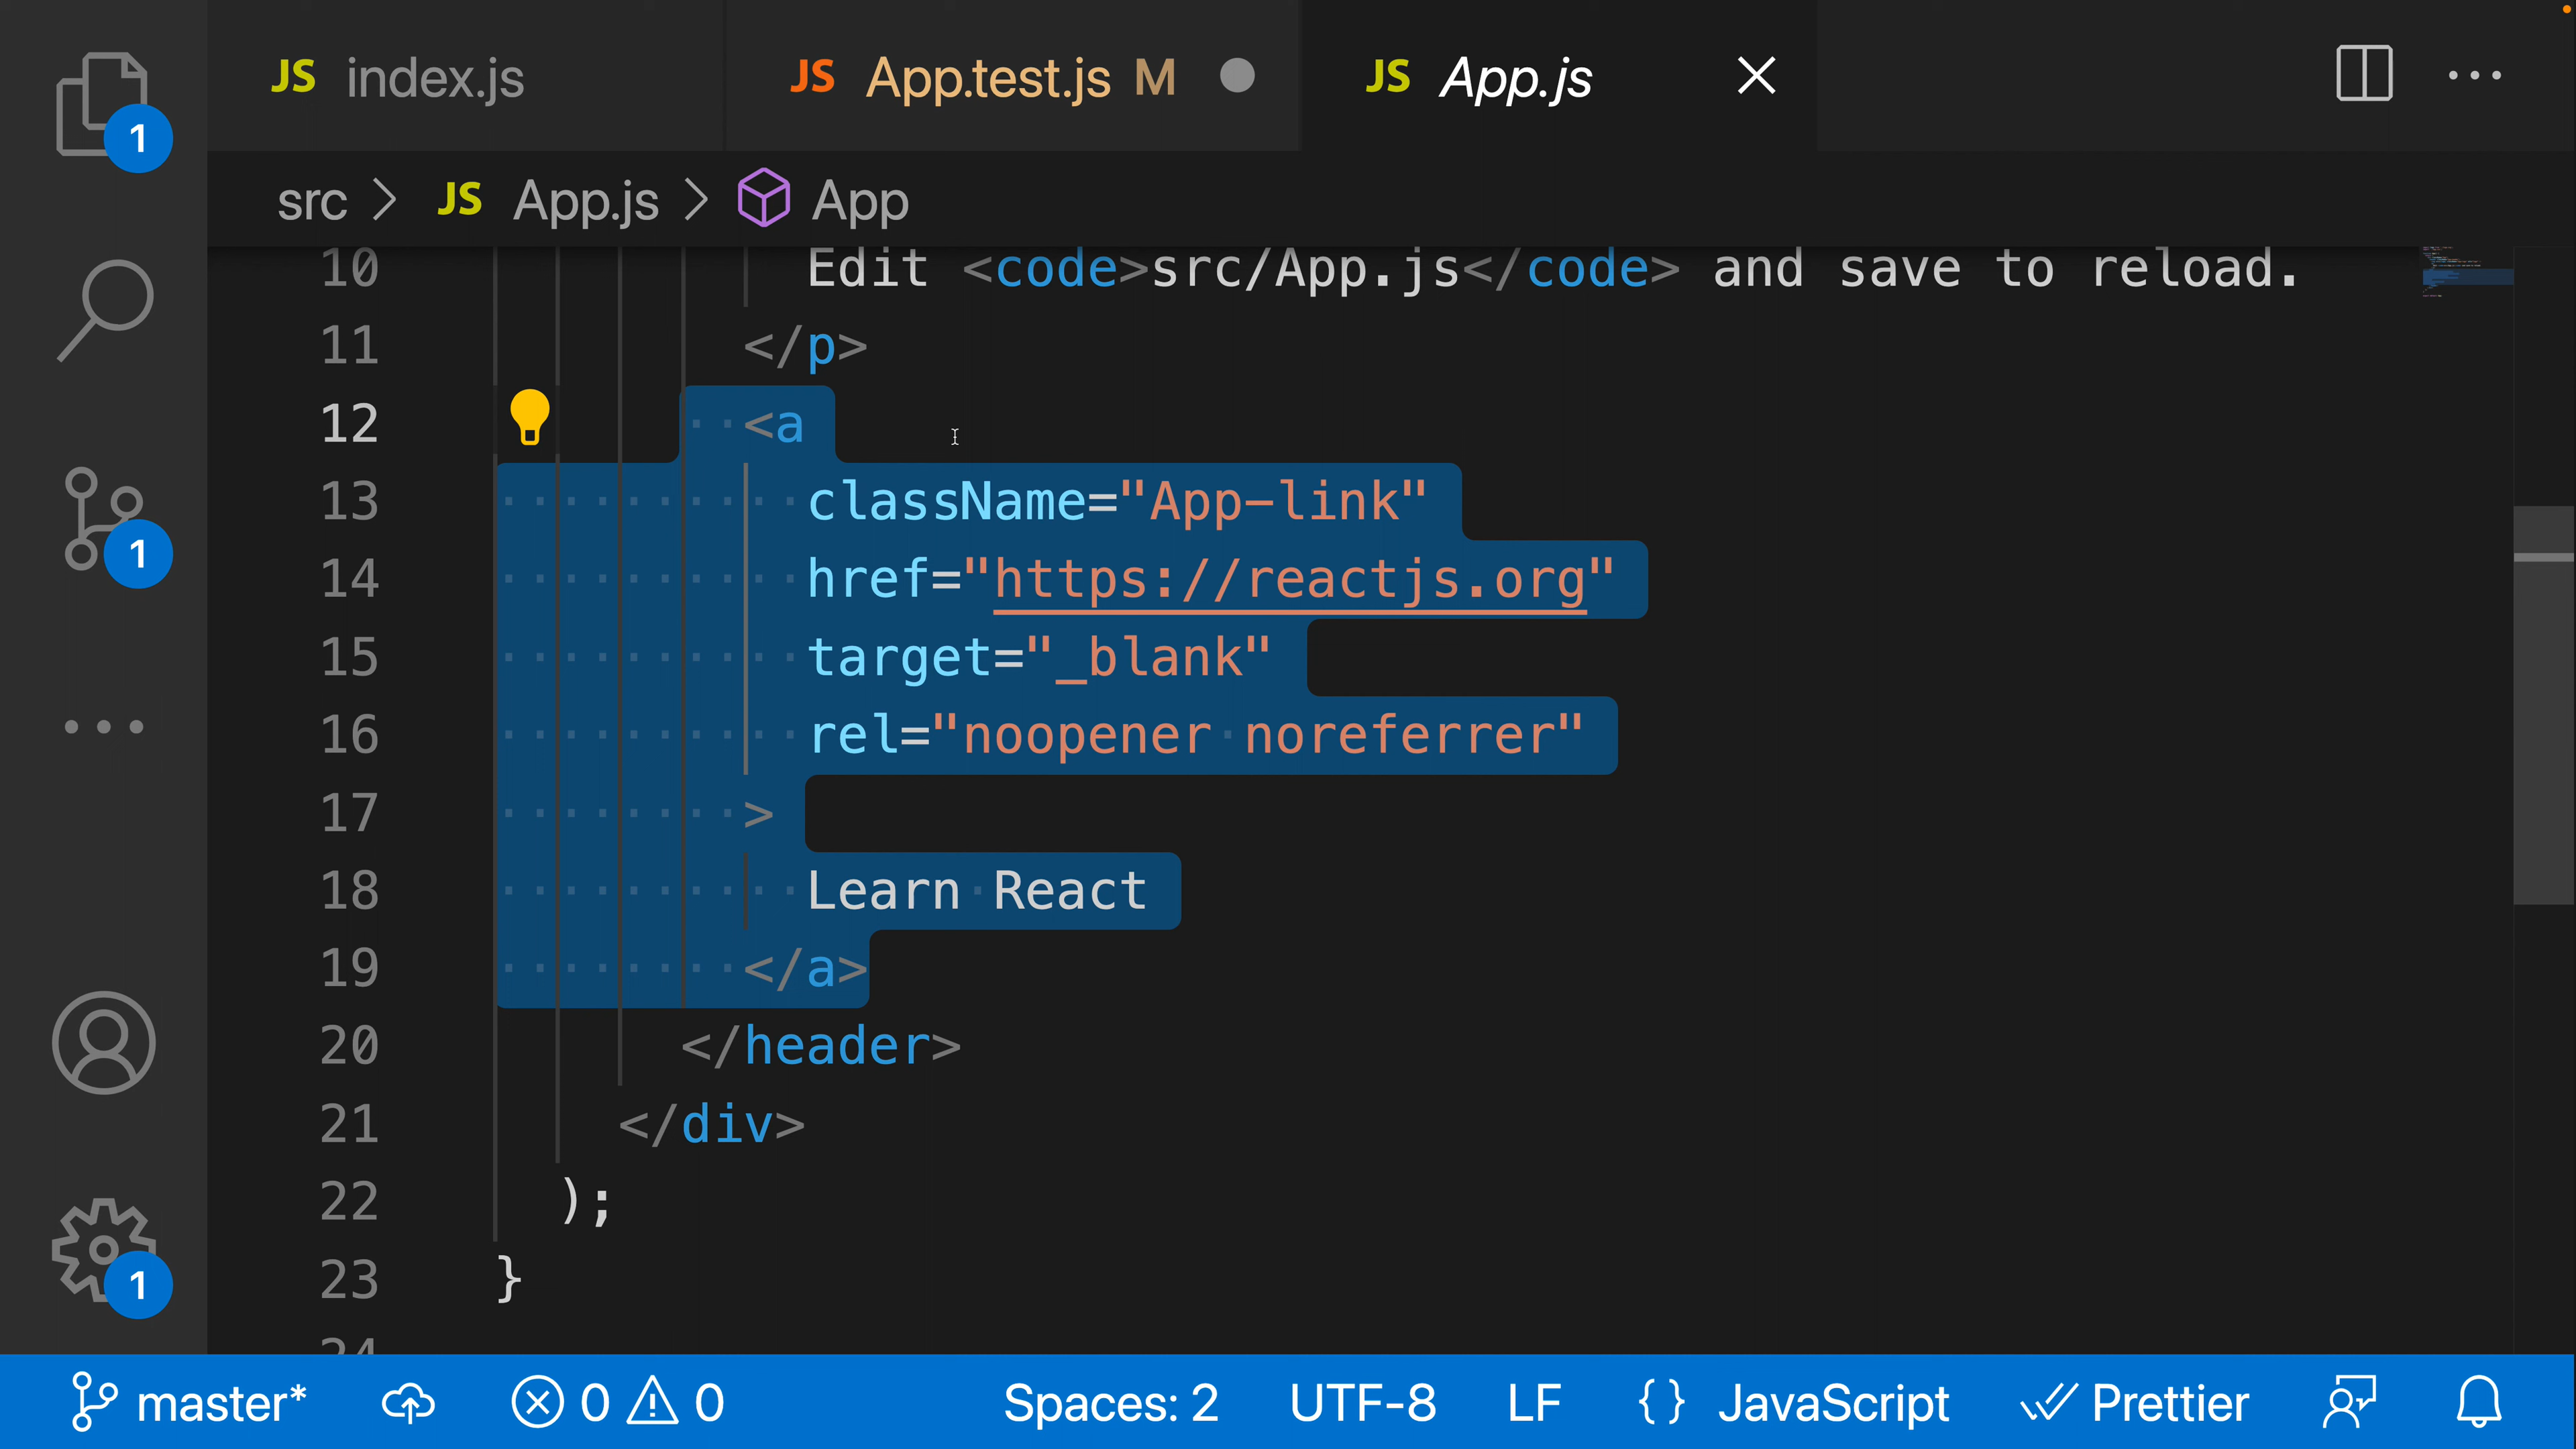 JS index.js
JS App.test.js M
JS App.js
1
src > JS App.js > App
10 Edit <code>src/App.js</code> and save to reload.
11 </p>
12 <a
13 className="App-link"
14 href="https://reactjs.org"
15 target="_blank"
16 rel="noopener noreferrer"
17 >
18 Learn React
19 </a>
20 </header>
21 </div>
22 );
23 }
24
1
1
master* 0 0 Spaces: 2 UTF-8 LF {} JavaScript Prettier